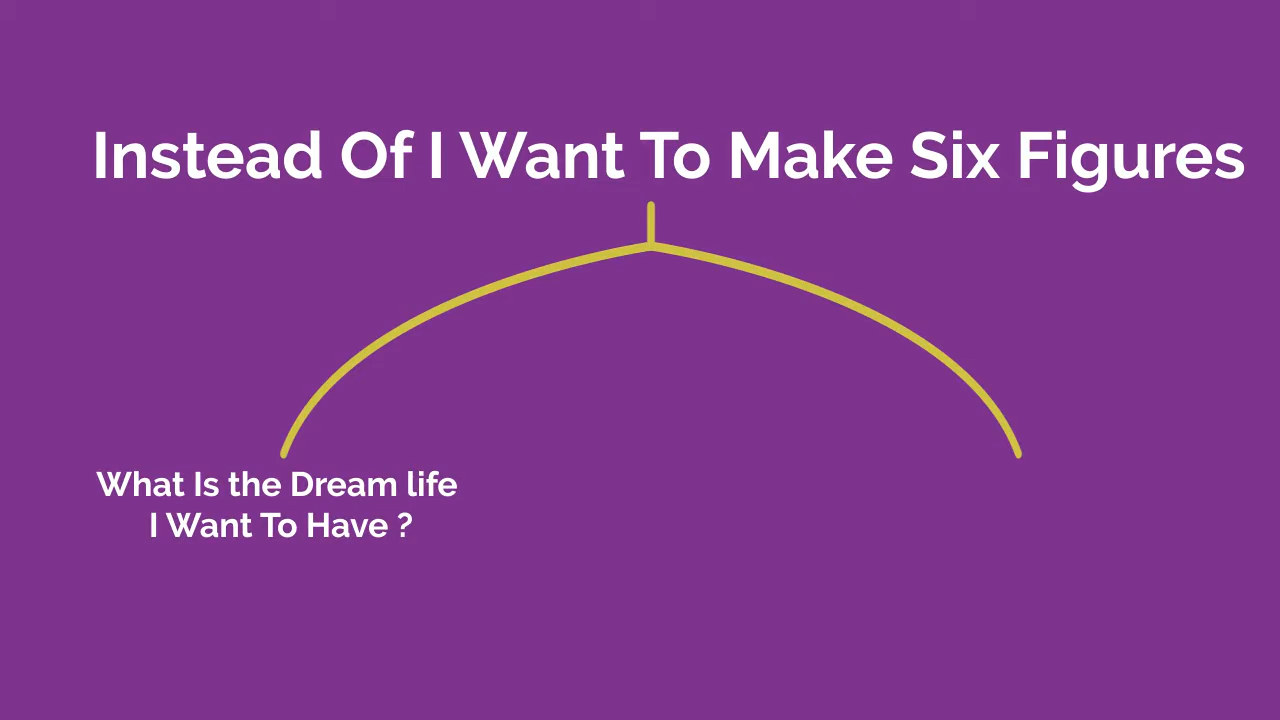 Instead Of I Want To Make Six Figures
What Is the Dream life
I Want To Have ?